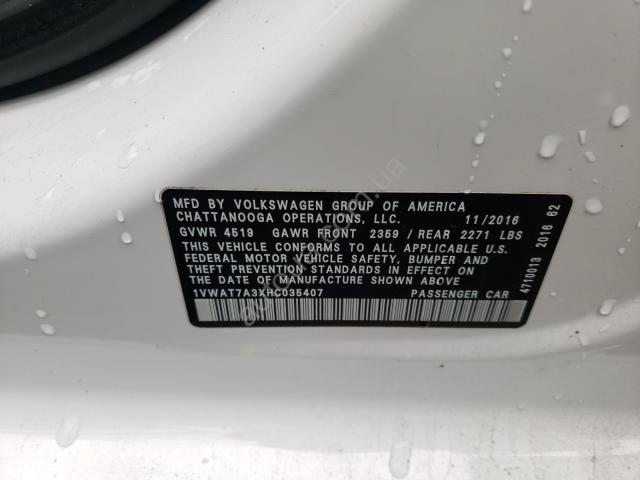 MFD BY VOLKSWAGEN GROUP OF AMERICA
CHATTANOOGA OPERATIONS, LLC. 11/2016
GVWR 4519 GAWR FRONT 2359 / REAR 2271 LBS
THIS VEHICLE CONFORMS TO ALL APPLICABLE U.S.
FEDERAL MOTOR VEHICLE SAFETY, BUMPER AND
THEFT PREVENTION STANDARDS IN EFFECT ON
THE DATE OF MANUFACTURE SHOWN ABOVE
1VWAT7A3XHC035407 PASSENGER CAR
4710013 2016 62